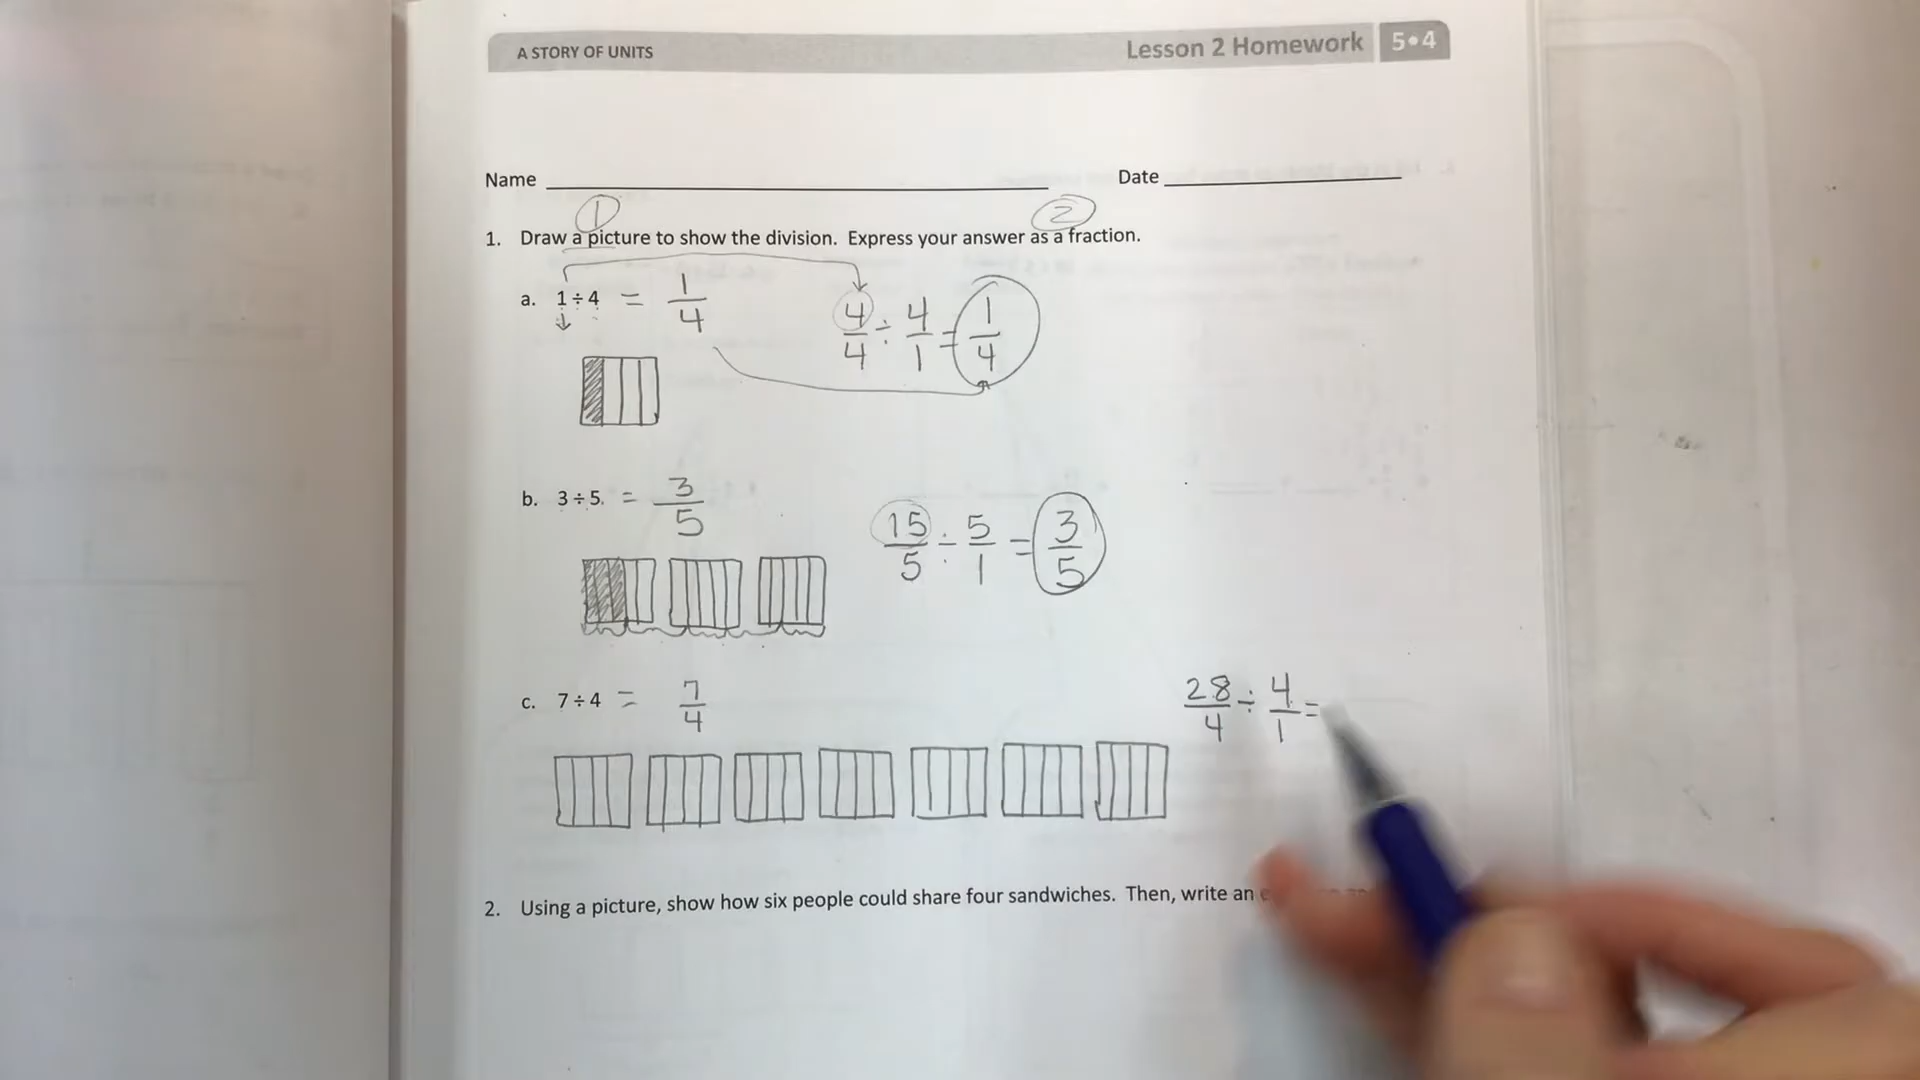 A STORY OF UNITS
Lesson 2 Homework 5•4
Name Date
1 2
1. Draw a picture to show the division. Express your answer as a fraction.
a. 1 ÷ 4 = 1/4 4/4 ÷ 4/1 = 1/4
b. 3 ÷ 5. = 3/5 15/5 ÷ 5/1 = 3/5
c. 7 ÷ 4 = 7/4 28/4 ÷ 4/1 =
2. Using a picture, show how six people could share four sandwiches. Then, write an